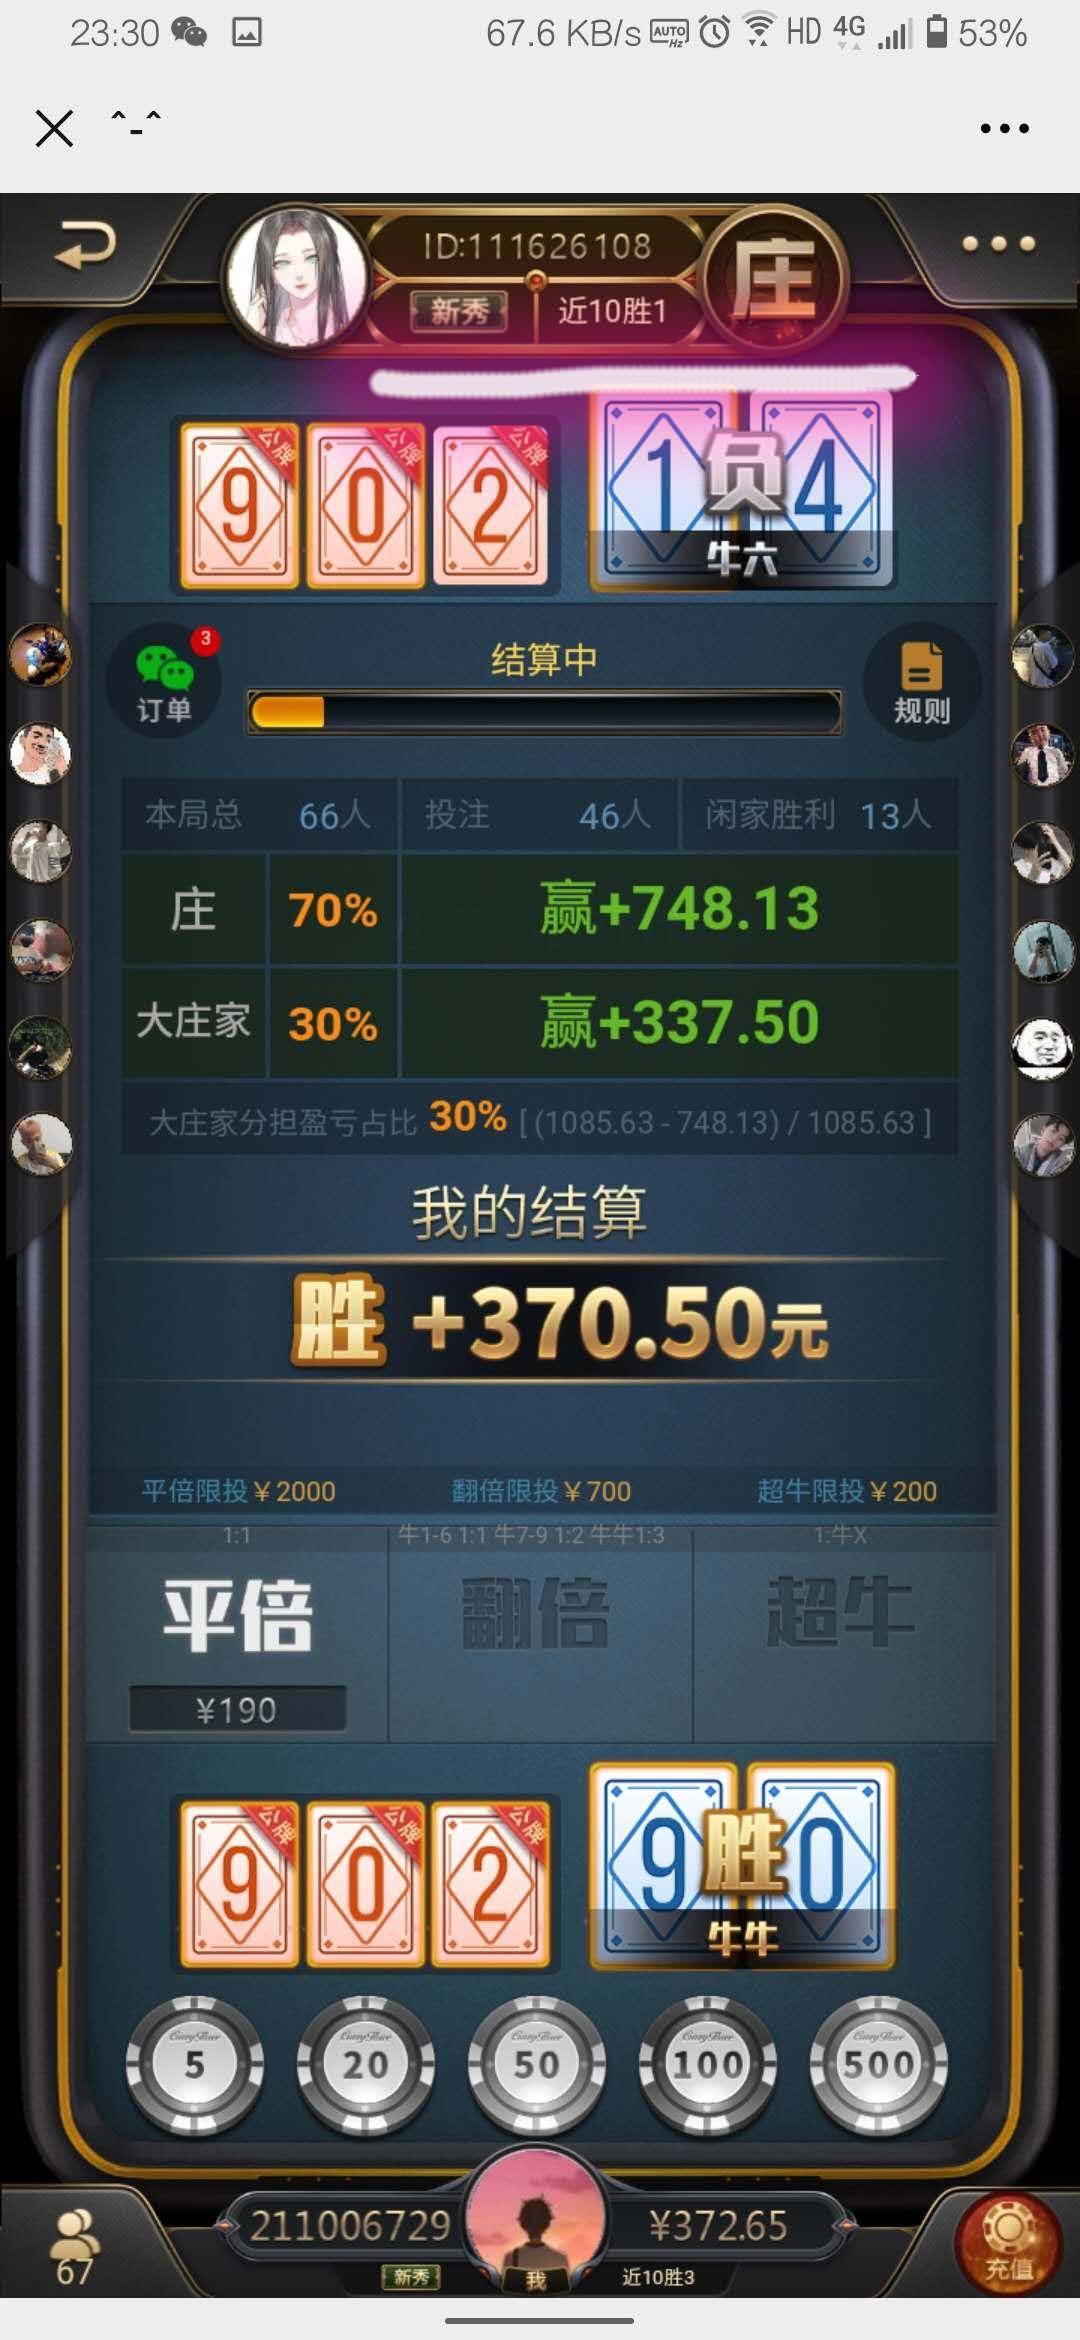 23:30 67.6 KB/s AUTO Hz HD 4G 53%
ˆ-ˆ
ID:111626108
新秀 近10胜1
庄
9 0 2 1 4
公牌 公牌 公牌
负
牛六
3
订单
结算中
规则
本局总 66人 投注 46人 闲家胜利 13人
庄 70% 赢+748.13
大庄家 30% 赢+337.50
大庄家分担盈亏占比 30% [ (1085.63 - 748.13) / 1085.63 ]
我的结算
胜 +370.50元
平倍限投¥2000 翻倍限投¥700 超牛限投¥200
1:1 牛1-6 1:1 牛7-9 1:2 牛牛1:3 1:牛X
平倍 翻倍 超牛
¥190
公牌 公牌 公牌
9 0 2 9 0
胜
牛牛
5 20 50 100 500
211006729 ¥372.65
67 新秀 我 近10胜3 充值